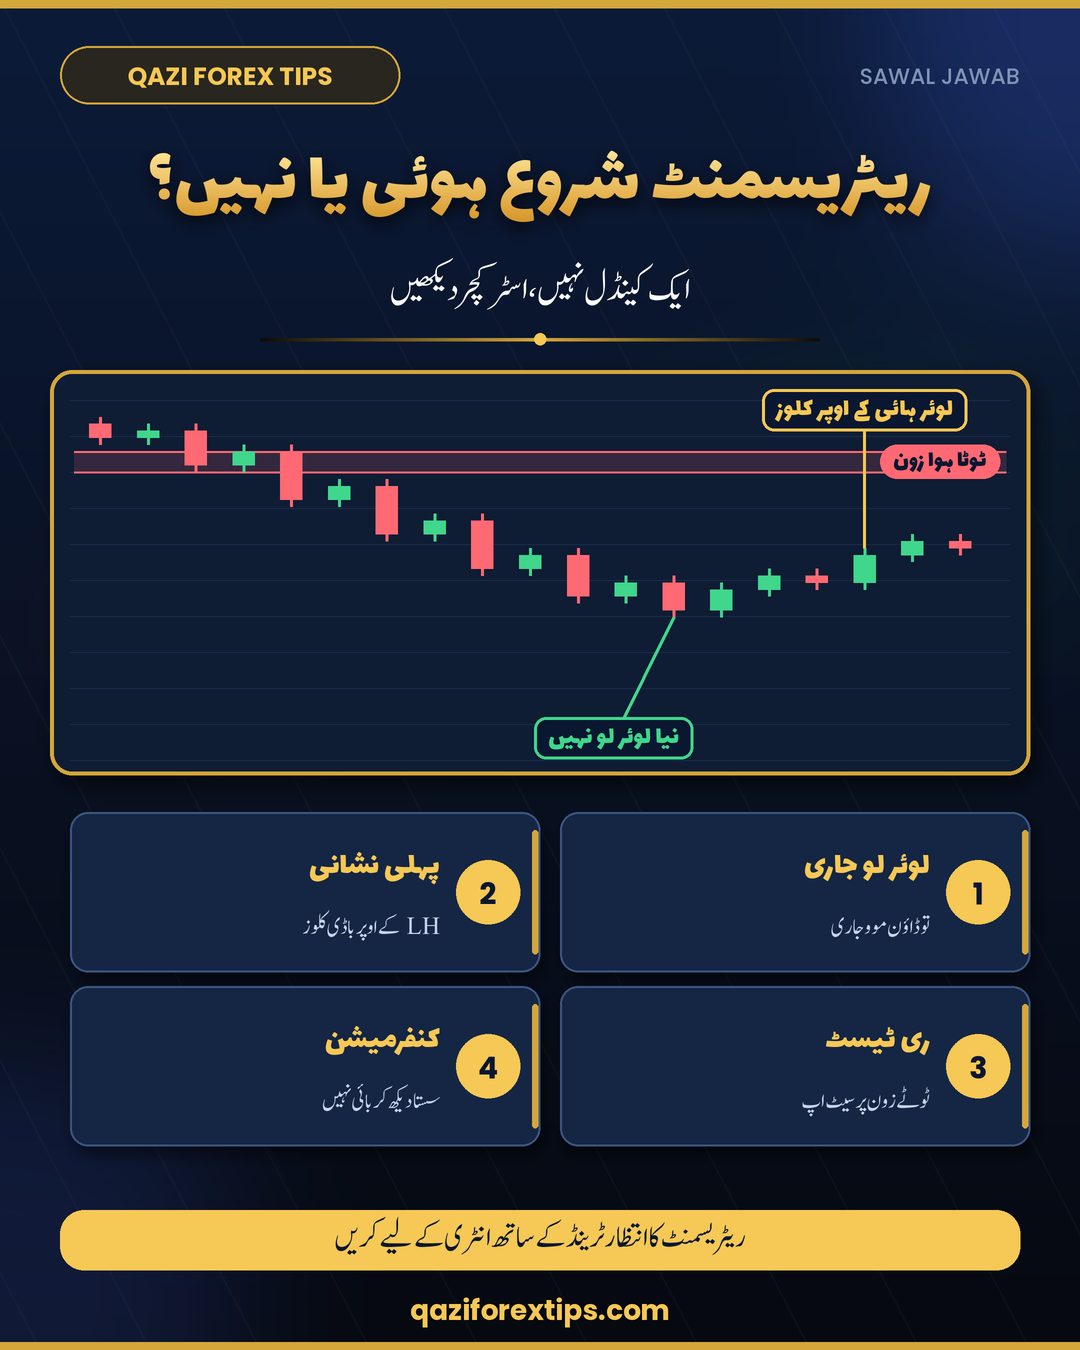 QAZI FOREX TIPS
SAWAL JAWAB
ریٹریسمنٹ شروع ہوئی یا نہیں؟
ایک کینڈل نہیں، اسٹرکچر دیکھیں
لوئر ہائی کے اوپر کلوز
ٹوٹا ہوا زون
نیا لوئر لو نہیں
1
لوئر لو جاری
تو ڈاؤن موو جاری
2
پہلی نشانی
LH کے اوپر باڈی کلوز
3
ری ٹیسٹ
ٹوٹے زون پر سیٹ اپ
4
کنفرمیشن
سستا دیکھ کر بائی نہیں
ریٹریسمنٹ کا انتظار ٹرینڈ کے ساتھ انٹری کے لیے کریں
qaziforextips.com